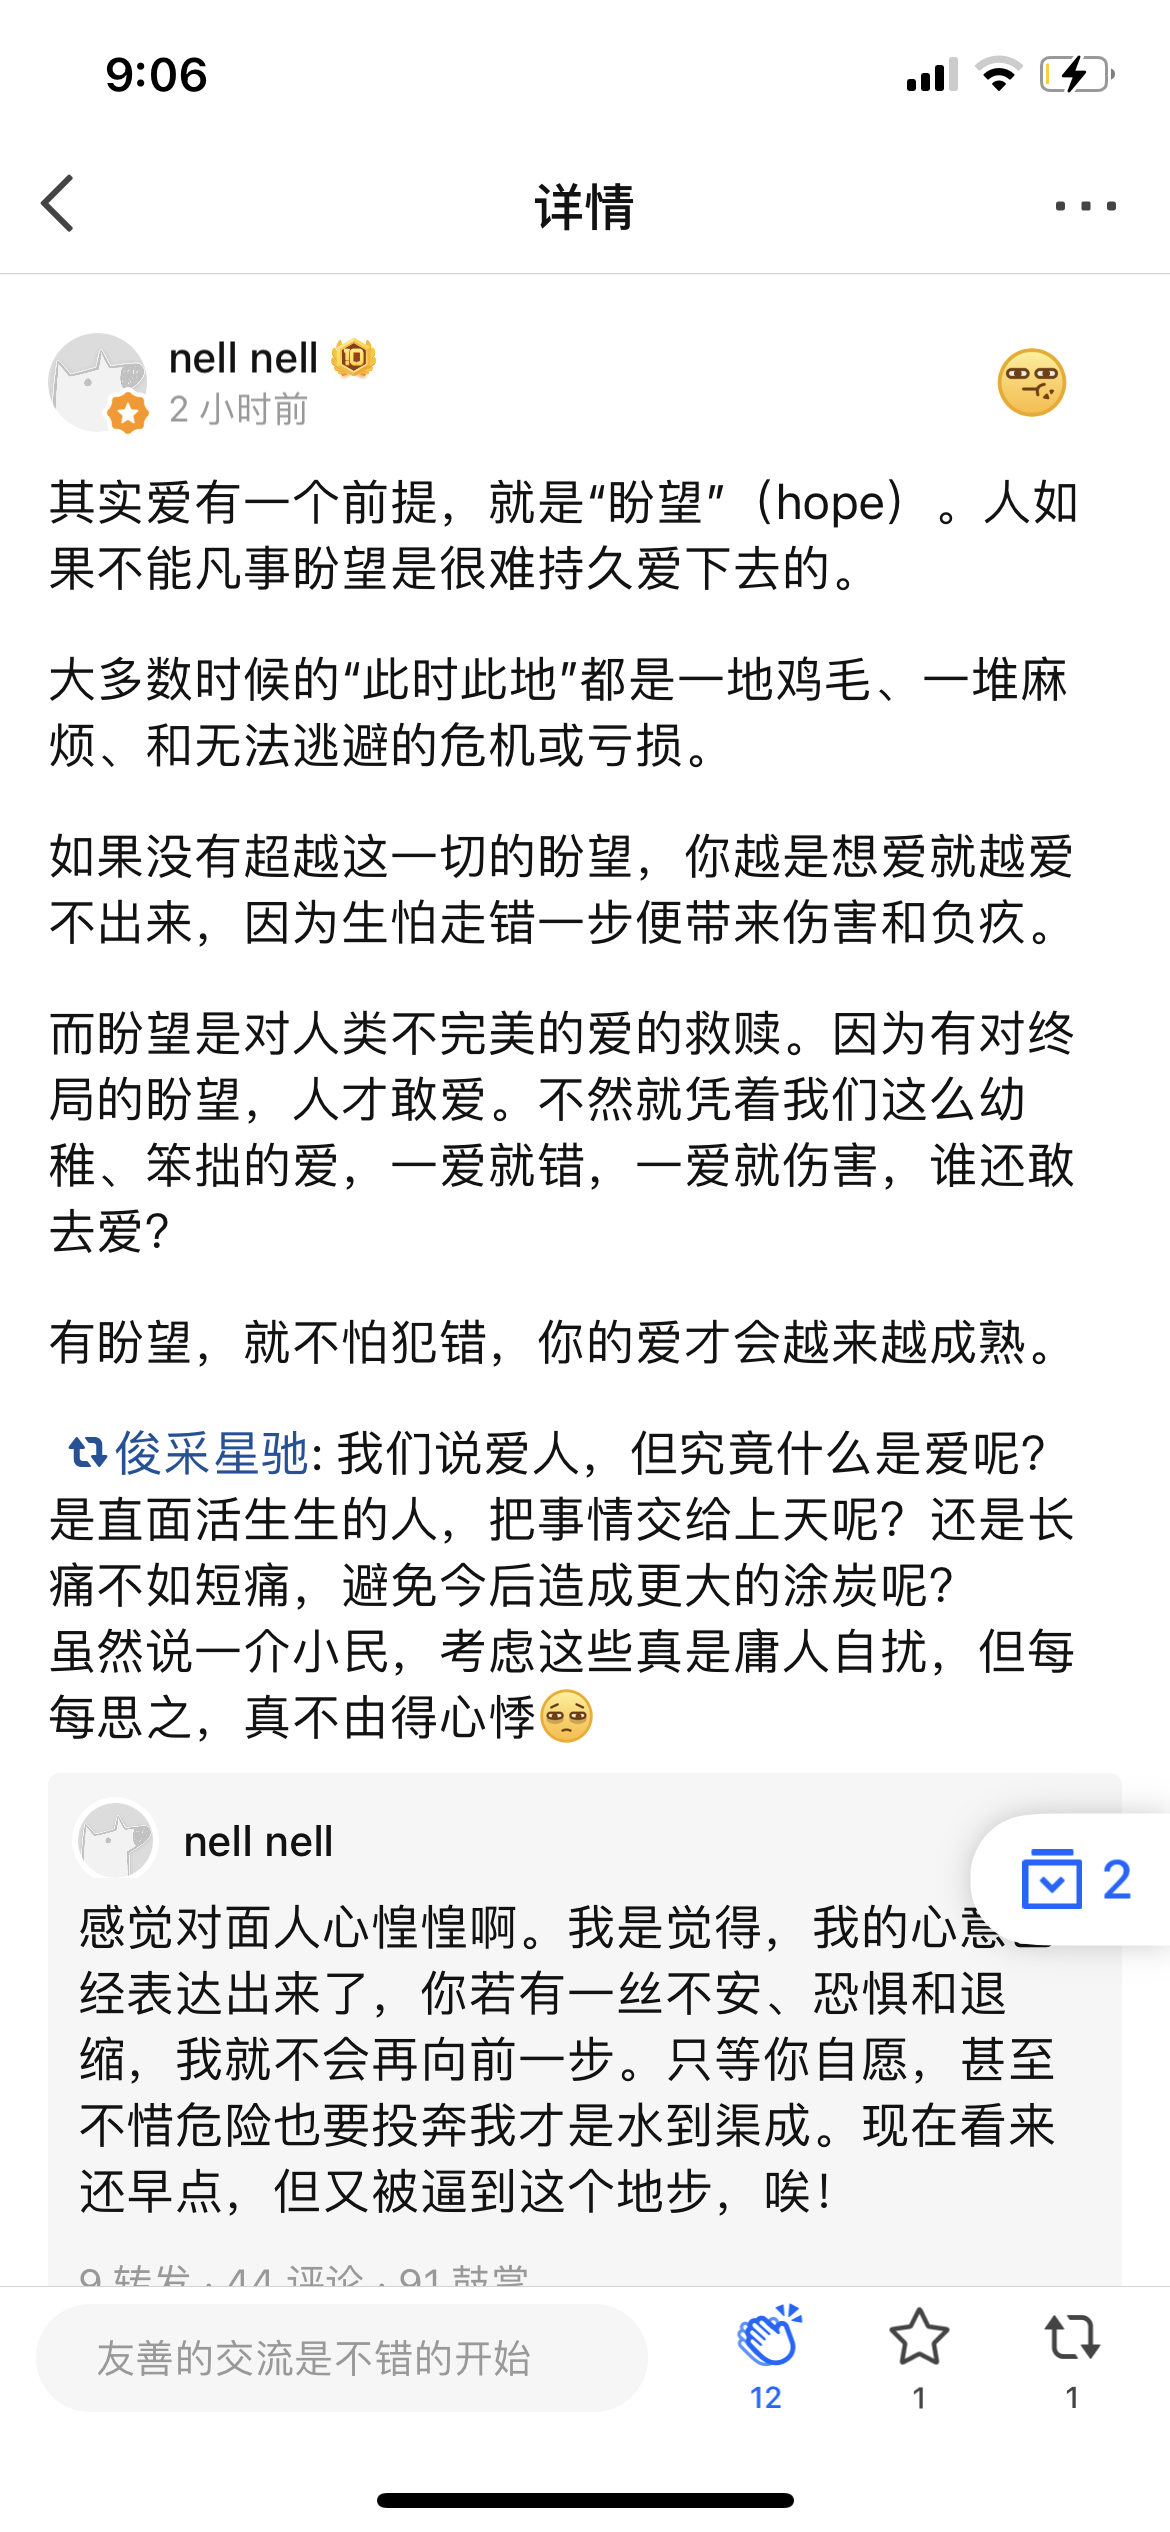 9:06
详情
nell nell 10
2 小时前
其实爱有一个前提，就是“盼望”（hope）。人如
果不能凡事盼望是很难持久爱下去的。
大多数时候的“此时此地”都是一地鸡毛、一堆麻
烦、和无法逃避的危机或亏损。
如果没有超越这一切的盼望，你越是想爱就越爱
不出来，因为生怕走错一步便带来伤害和负疚。
而盼望是对人类不完美的爱的救赎。因为有对终
局的盼望，人才敢爱。不然就凭着我们这么幼
稚、笨拙的爱，一爱就错，一爱就伤害，谁还敢
去爱？
有盼望，就不怕犯错，你的爱才会越来越成熟。
俊采星驰: 我们说爱人，但究竟什么是爱呢？
是直面活生生的人，把事情交给上天呢？还是长
痛不如短痛，避免今后造成更大的涂炭呢？
虽然说一介小民，考虑这些真是庸人自扰，但每
每思之，真不由得心悸
nell nell
2
感觉对面人心惶惶啊。我是觉得，我的心意
经表达出来了，你若有一丝不安、恐惧和退
缩，我就不会再向前一步。只等你自愿，甚至
不惜危险也要投奔我才是水到渠成。现在看来
还早点，但又被逼到这个地步，唉！
9 转发 · 44 评论 · 91 鼓掌
友善的交流是不错的开始
12
1
1